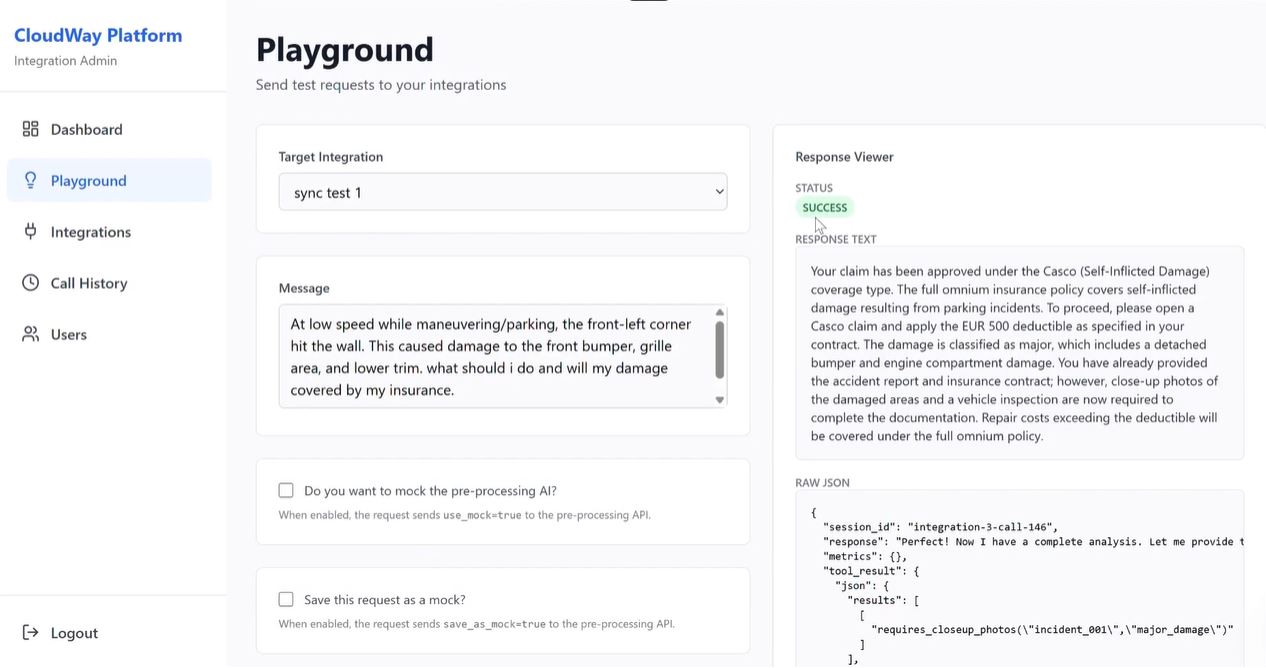 CloudWay Platform
Integration Admin
Dashboard
Playground
Integrations
Call History
Users
Logout
Playground
Send test requests to your integrations
Target Integration
sync test 1
Message
At low speed while maneuvering/parking, the front-left corner
hit the wall. This caused damage to the front bumper, grille
area, and lower trim. what should i do and will my damage
covered by my insurance.
Do you want to mock the pre-processing AI?
When enabled, the request sends use_mock=true to the pre-processing API.
Save this request as a mock?
When enabled, the request sends save_as_mock=true to the pre-processing API.
Response Viewer
STATUS
SUCCESS
RESPONSE TEXT
Your claim has been approved under the Casco (Self-Inflicted Damage)
coverage type. The full omnium insurance policy covers self-inflicted
damage resulting from parking incidents. To proceed, please open a
Casco claim and apply the EUR 500 deductible as specified in your
contract. The damage is classified as major, which includes a detached
bumper and engine compartment damage. You have already provided
the accident report and insurance contract; however, close-up photos of
the damaged areas and a vehicle inspection are now required to
complete the documentation. Repair costs exceeding the deductible will
be covered under the full omnium policy.
RAW JSON
{
"session_id": "integration-3-call-146",
"response": "Perfect! Now I have a complete analysis. Let me provide t
"metrics": {},
"tool_result": {
"json": {
"results": [
[
"requires_closeup_photos(\"incident_001\",\"major_damage\")"
]
],